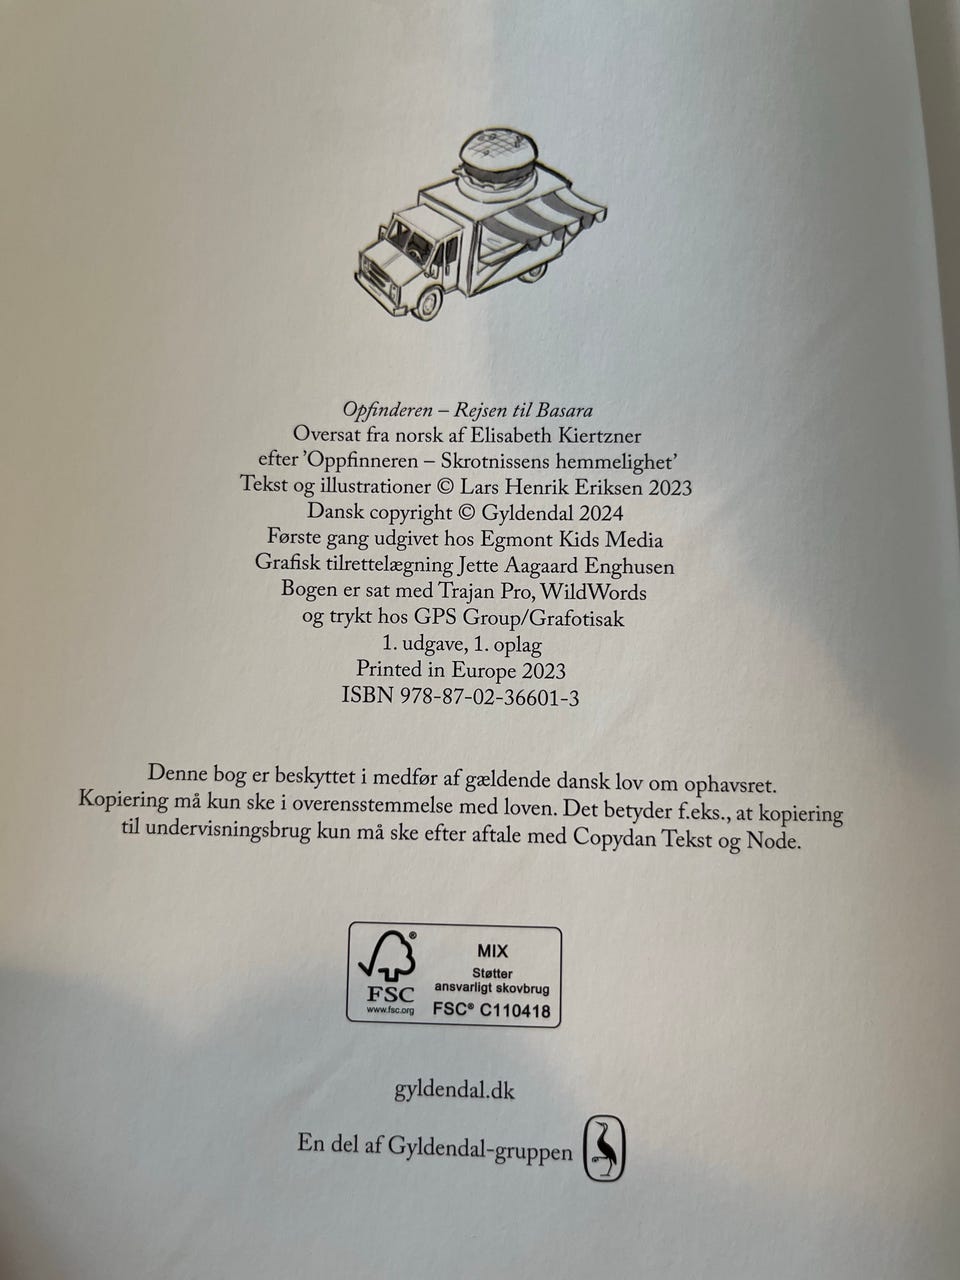 Opfinderen – Rejsen til Basara
Oversat fra norsk af Elisabeth Kiertzner
efter 'Oppfinneren – Skrotnissens hemmelighet'
Tekst og illustrationer © Lars Henrik Eriksen 2023
Dansk copyright © Gyldendal 2024
Første gang udgivet hos Egmont Kids Media
Grafisk tilrettelægning Jette Aagaard Enghusen
Bogen er sat med Trajan Pro, WildWords
og trykt hos GPS Group/Grafotisak
1. udgave, 1. oplag
Printed in Europe 2023
ISBN 978-87-02-36601-3
Denne bog er beskyttet i medfør af gældende dansk lov om ophavsret.
Kopiering må kun ske i overensstemmelse med loven. Det betyder f.eks., at kopiering
til undervisningsbrug kun må ske efter aftale med Copydan Tekst og Node.
®
FSC
www.fsc.org
MIX
Støtter
ansvarligt skovbrug
FSC® C110418
gyldendal.dk
En del af Gyldendal-gruppen